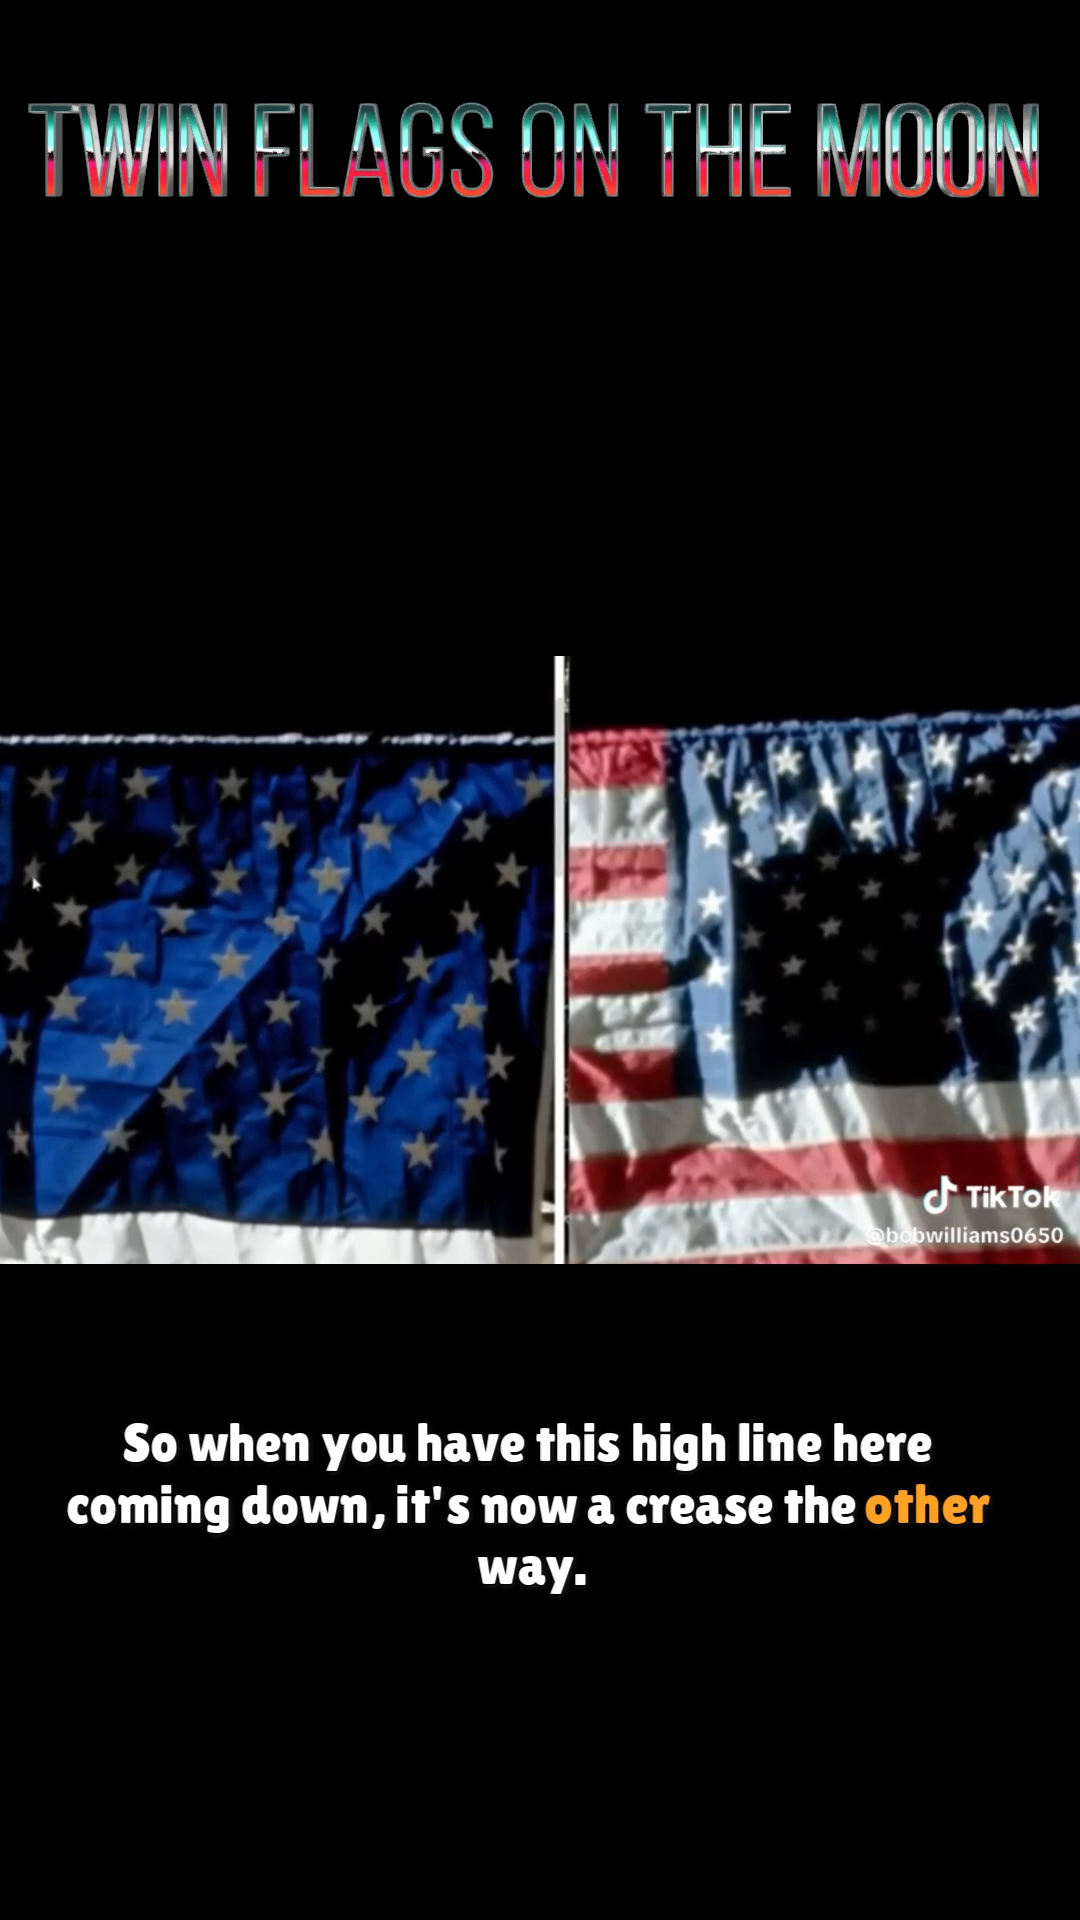 TWIN FLAGS ON THE MOON
TikTok
@bobwilliams0650
So when you have this high line here
coming down, it's now a crease the other
way.